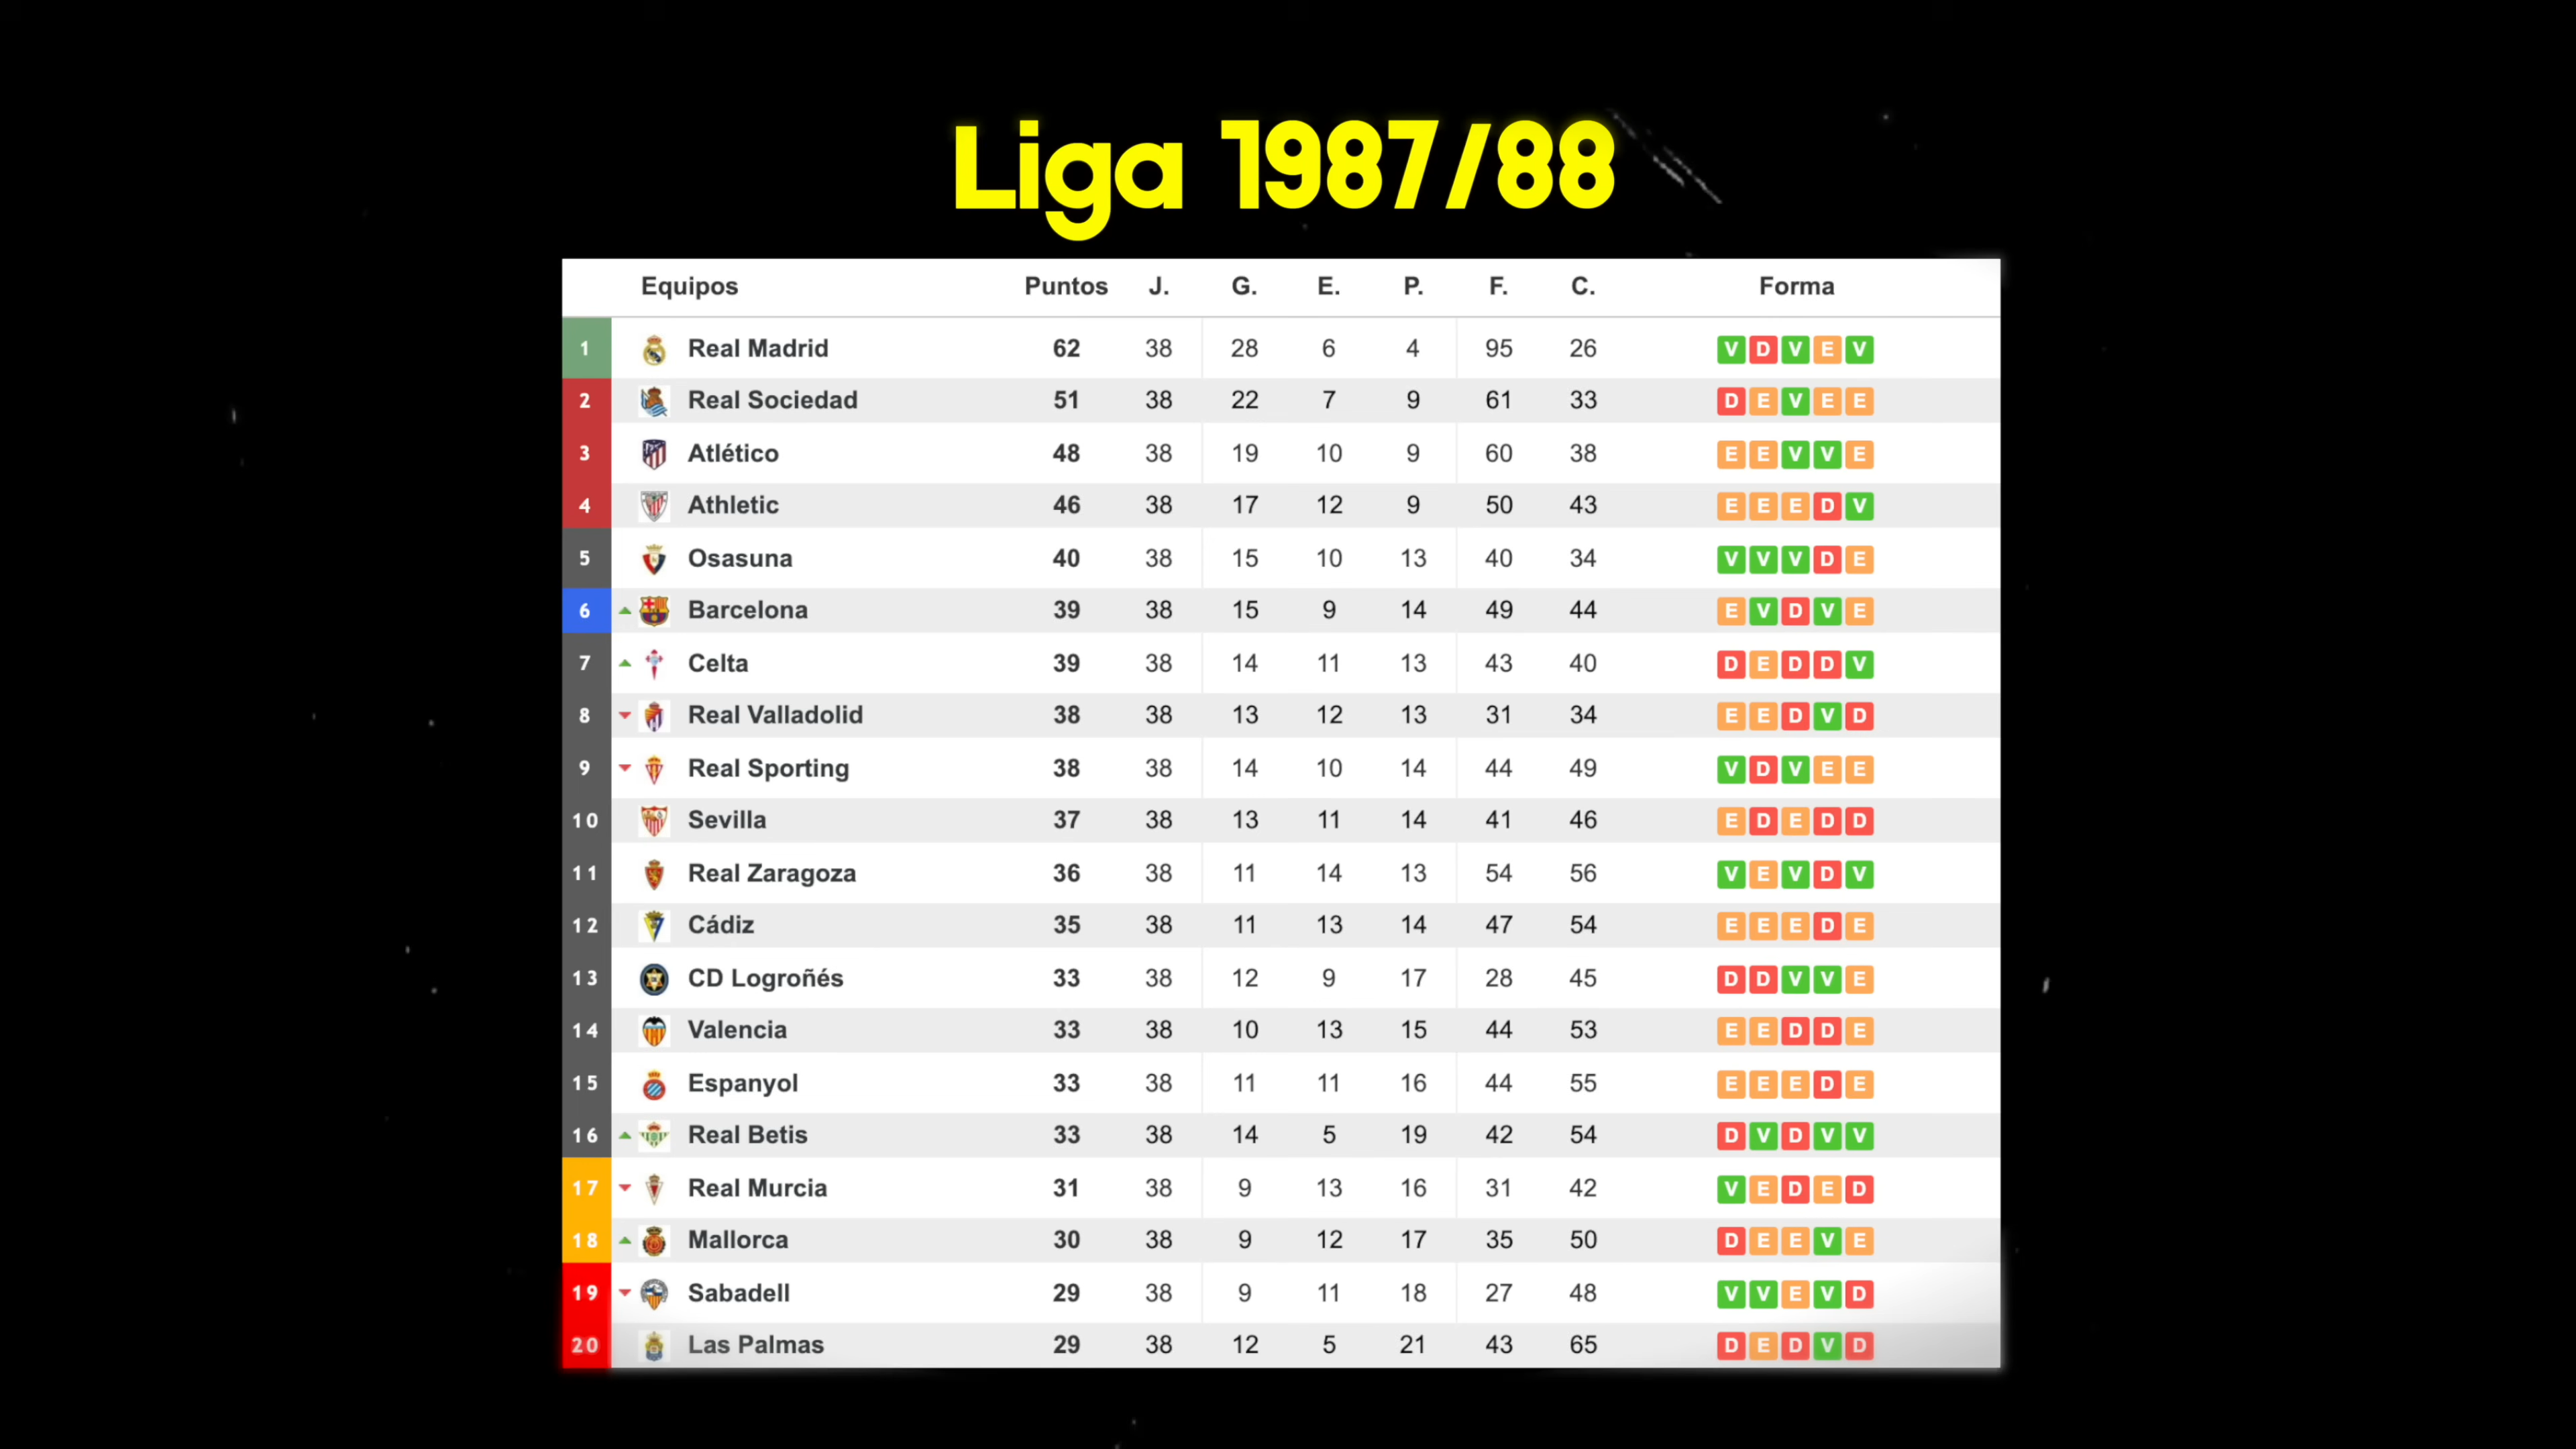 Liga 1987/88
Equipos Puntos J. G. E. P. F. C. Forma
1 Real Madrid 62 38 28 6 4 95 26 V D V E V
2 Real Sociedad 51 38 22 7 9 61 33 D E V E E
3 Atlético 48 38 19 10 9 60 38 E E V V E
4 Athletic 46 38 17 12 9 50 43 E E E D V
5 Osasuna 40 38 15 10 13 40 34 V V V D E
6 Barcelona 39 38 15 9 14 49 44 E V D V E
7 Celta 39 38 14 11 13 43 40 D E D D V
8 Real Valladolid 38 38 13 12 13 31 34 E E D V D
9 Real Sporting 38 38 14 10 14 44 49 V D V E E
10 Sevilla 37 38 13 11 14 41 46 E D E D D
11 Real Zaragoza 36 38 11 14 13 54 56 V E V D V
12 Cádiz 35 38 11 13 14 47 54 E E E D E
13 CD Logroñés 33 38 12 9 17 28 45 D D V V E
14 Valencia 33 38 10 13 15 44 53 E E D D E
15 Espanyol 33 38 11 11 16 44 55 E E E D E
16 Real Betis 33 38 14 5 19 42 54 D V D V V
17 Real Murcia 31 38 9 13 16 31 42 V E D E D
18 Mallorca 30 38 9 12 17 35 50 D E E V E
19 Sabadell 29 38 9 11 18 27 48 V V E V D
20 Las Palmas 29 38 12 5 21 43 65 D E D V D